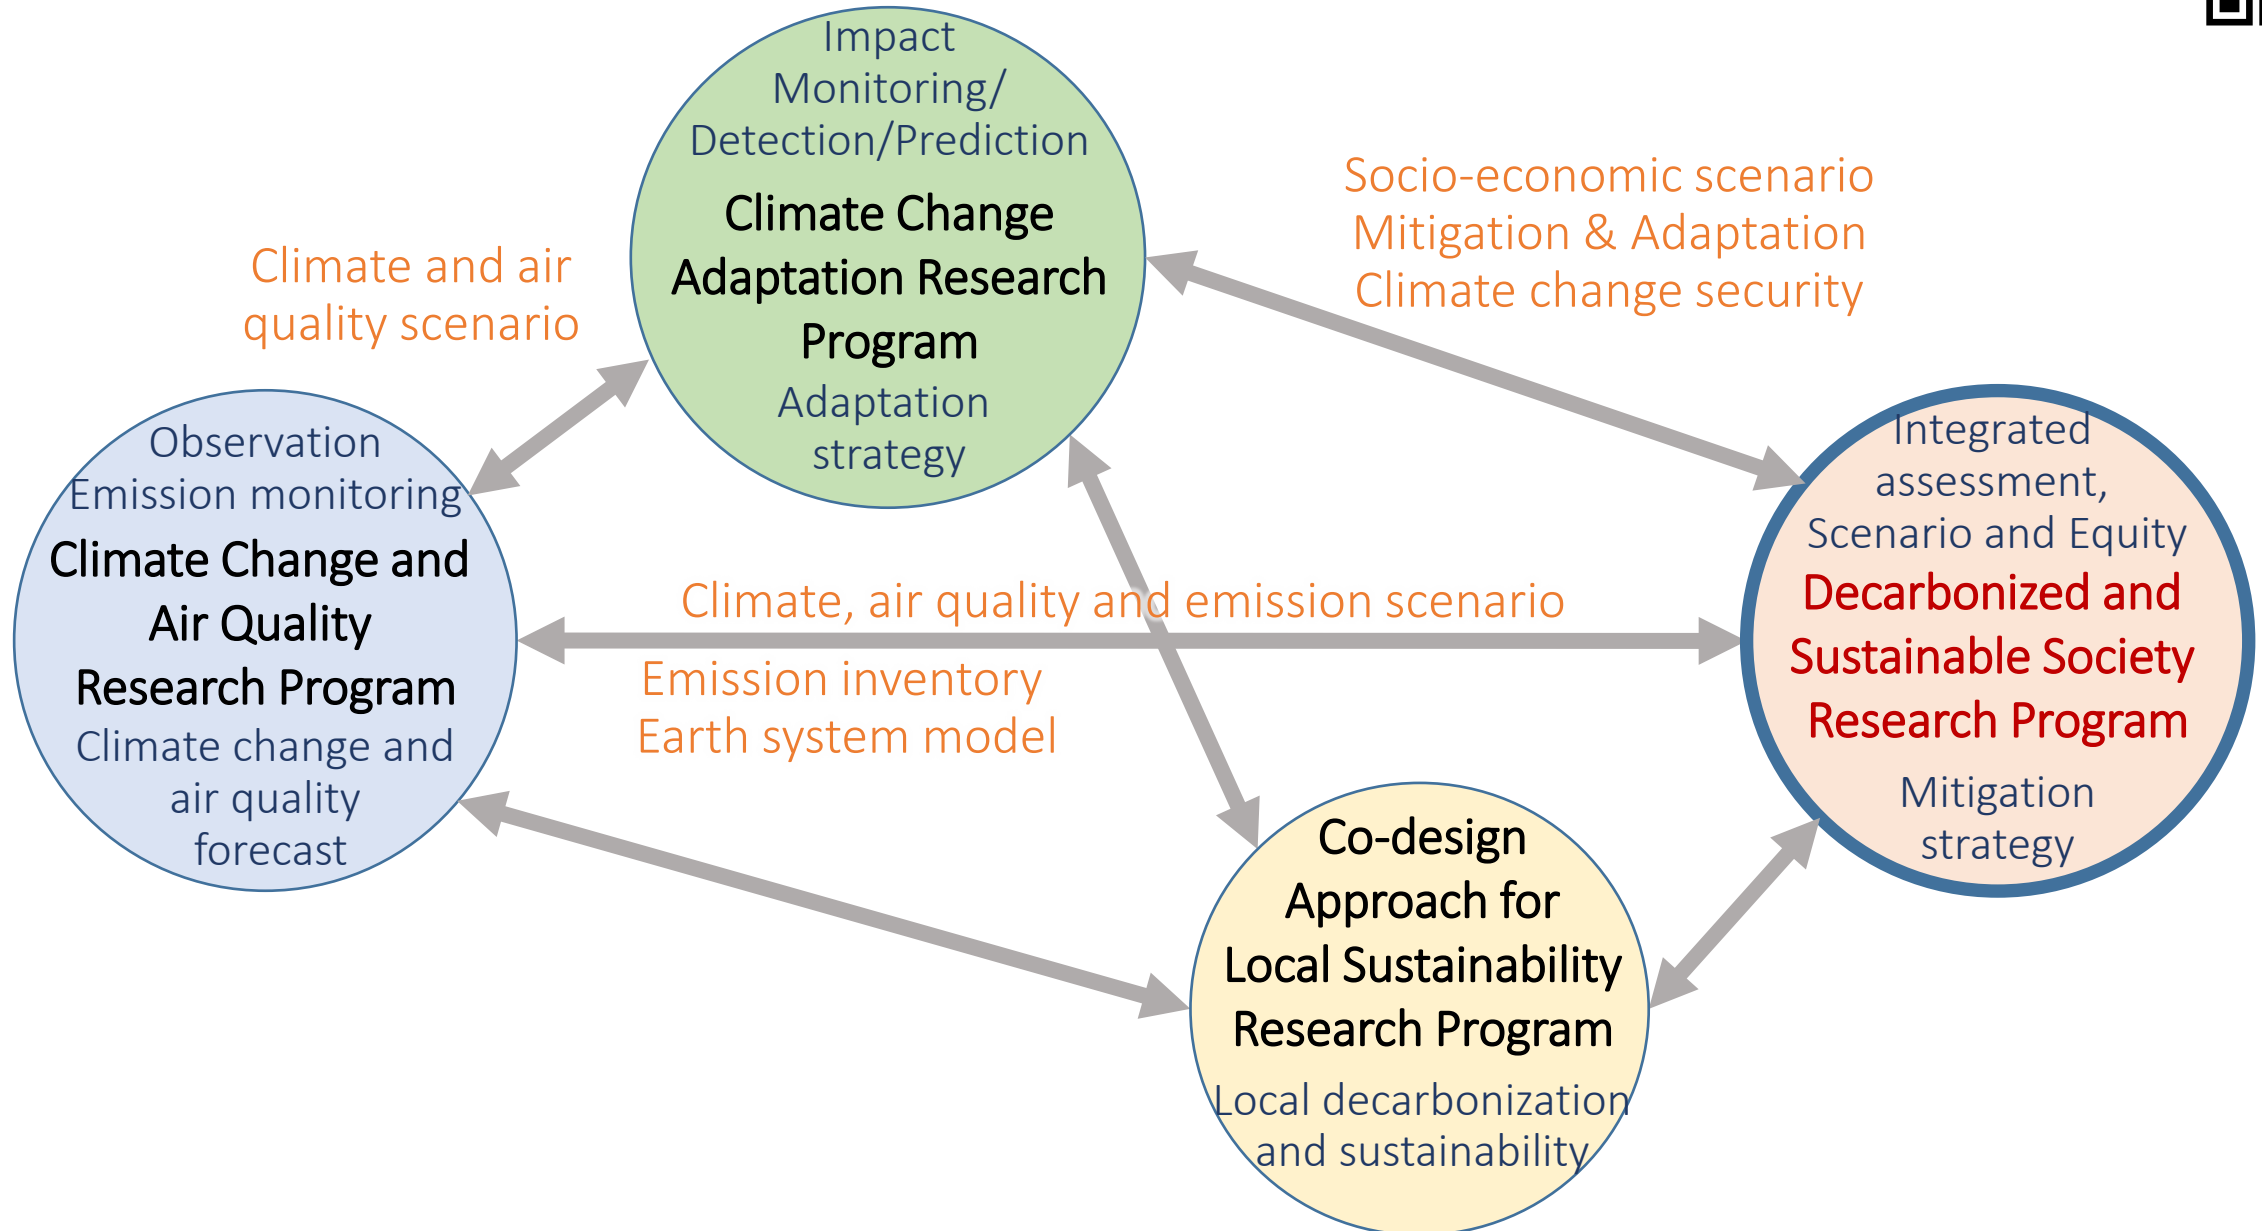 Impact
Monitoring/
Detection/Prediction
Climate Change
Adaptation Research
Program
Adaptation
strategy
Climate and air
quality scenario
Socio-economic scenario
Mitigation & Adaptation
Climate change security
Observation
Emission monitoring
Climate Change and
Air Quality
Research Program
Climate change and
air quality
forecast
Climate, air quality and emission scenario
Emission inventory
Earth system model
Integrated
assessment,
Scenario and Equity
Decarbonized and
Sustainable Society
Research Program
Mitigation
strategy
Co-design
Approach for
Local Sustainability
Research Program
Local decarbonization
and sustainability